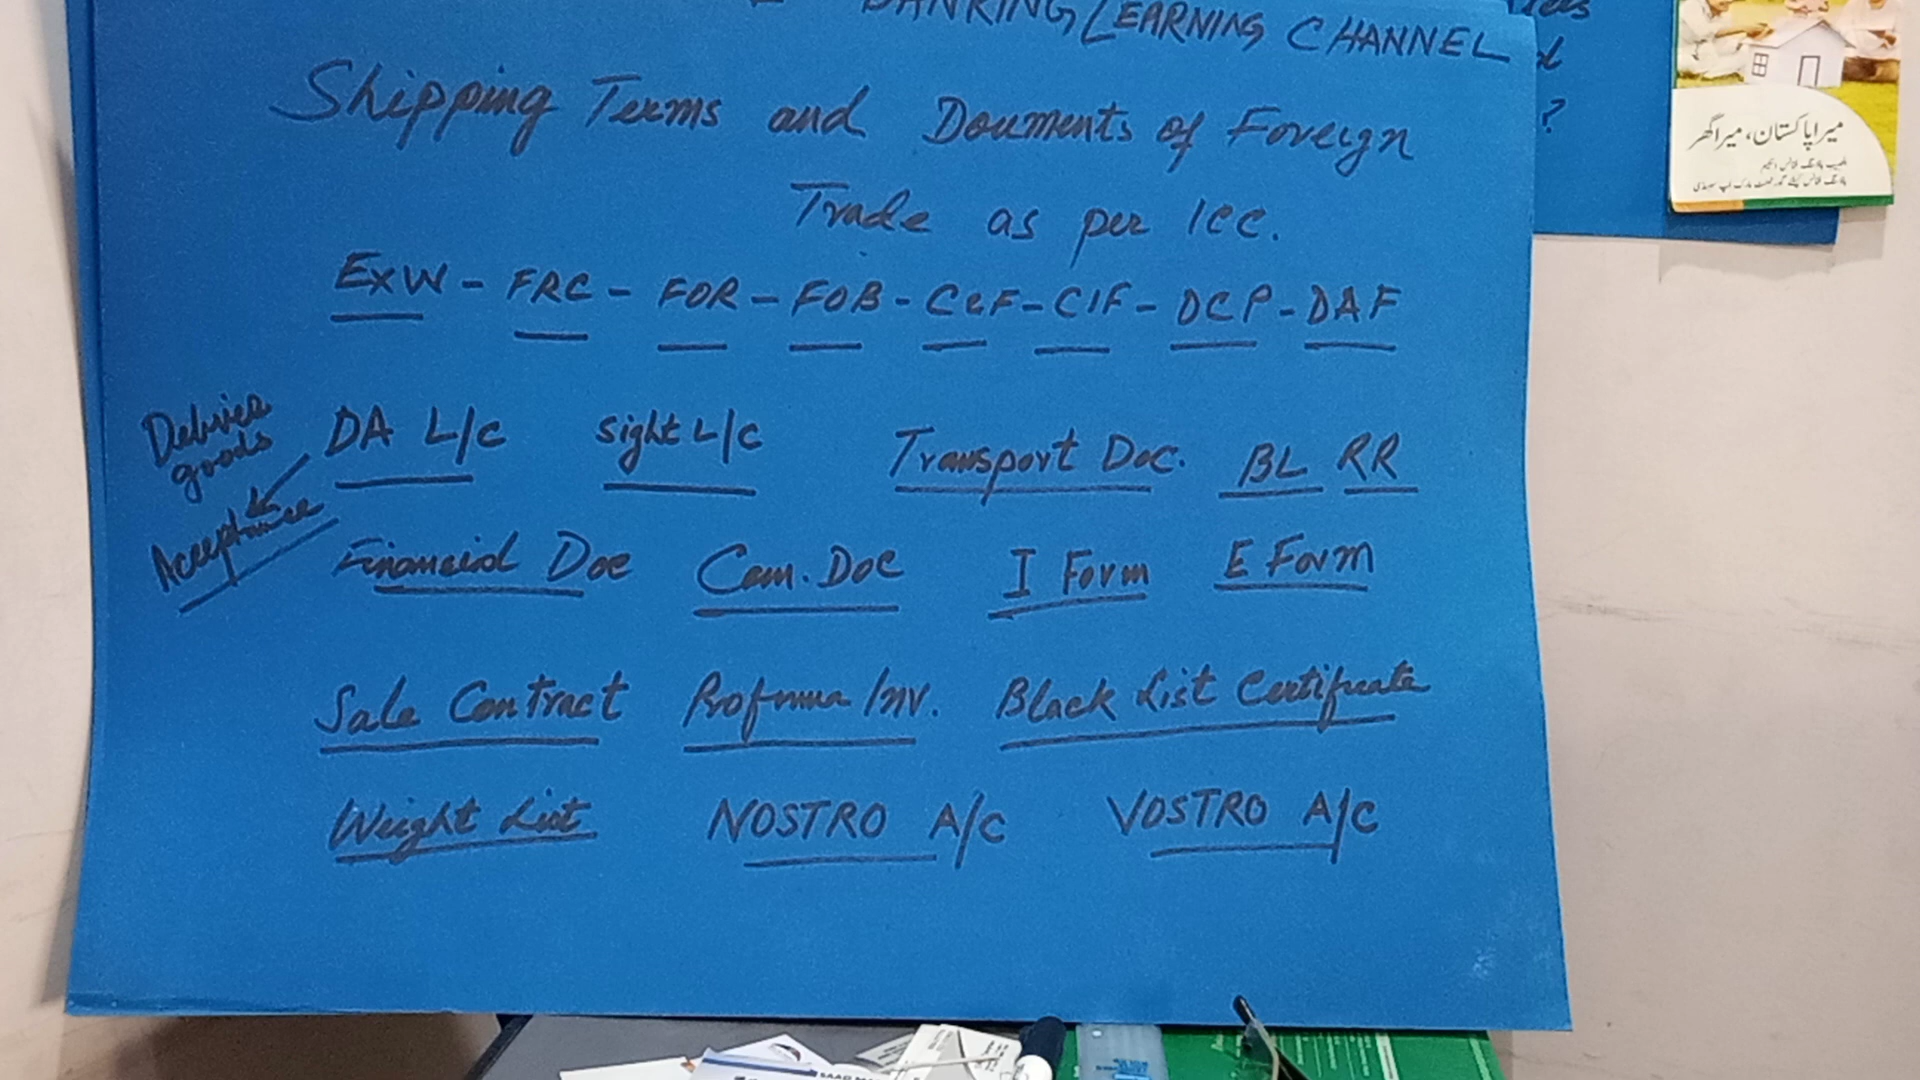 BANKING LEARNING CHANNEL
Shipping Terms and Douments of Foreign
Trade as per ICC.
EXW - FRC - FOR - FOB - C&F - CIF - DCP - DAF
Deliver goods Acceptance
DA L/C sight L/C Transport Doc. BL RR
Financial Doc Com. Doc I Form E Form
Sale Contract Proforma Inv. Black List Certificate
Weight List NOSTRO A/C VOSTRO A/C
?
میرا پاکستان، میرا گھر